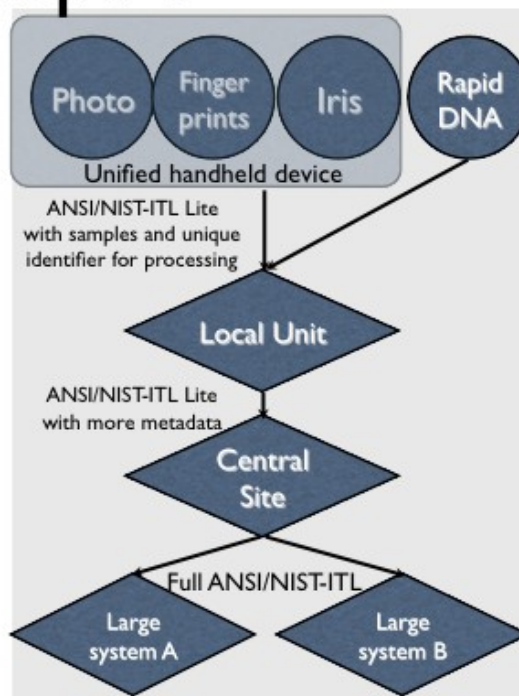 Photo
Finger
prints
Iris
Rapid
DNA
Unified handheld device
ANSI/NIST-ITL Lite
with samples and unique
identifier for processing
Local Unit
ANSI/NIST-ITL Lite
with more metadata
Central
Site
Full ANSI/NIST-ITL
Large
system A
Large
system B